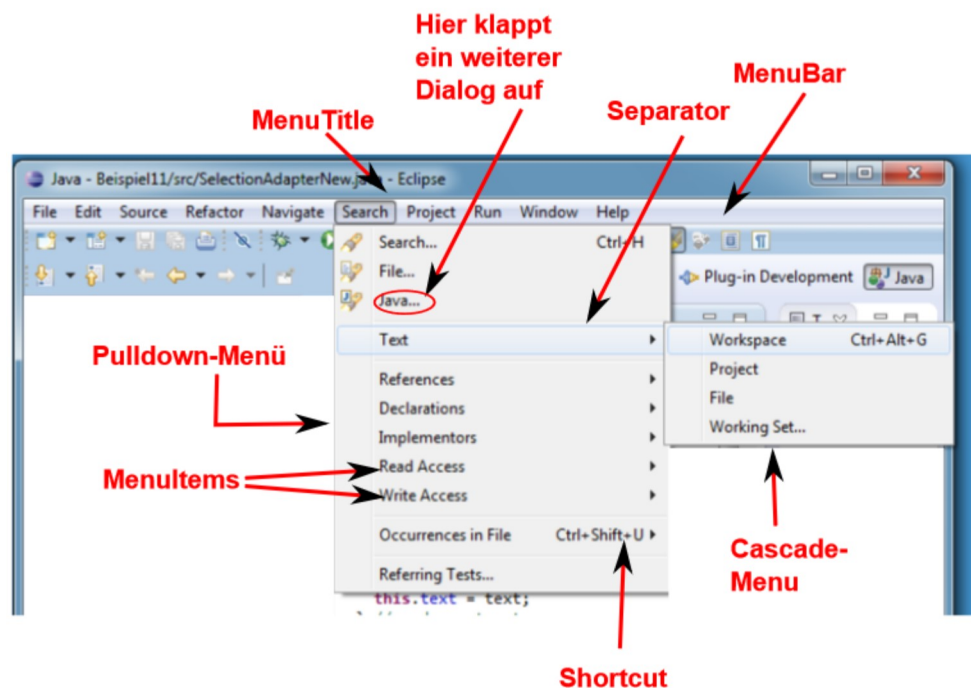 Hier klappt
ein weiterer
Dialog auf
MenuBar
Separator
MenuTitle
Java - Beispiel11/src/SelectionAdapterNew.java - Eclipse
File Edit Source Refactor Navigate Search Project Run Window Help
Search... Ctrl+H
File...
Java...
Plug-in Development Java
Text
Workspace Ctrl+Alt+G
Project
File
Working Set...
Pulldown-Menü
References
Declarations
Implementors
Read Access
Write Access
MenuItems
Occurrences in File Ctrl+Shift+U
Referring Tests...
this.text = text;
Cascade-
Menu
Shortcut